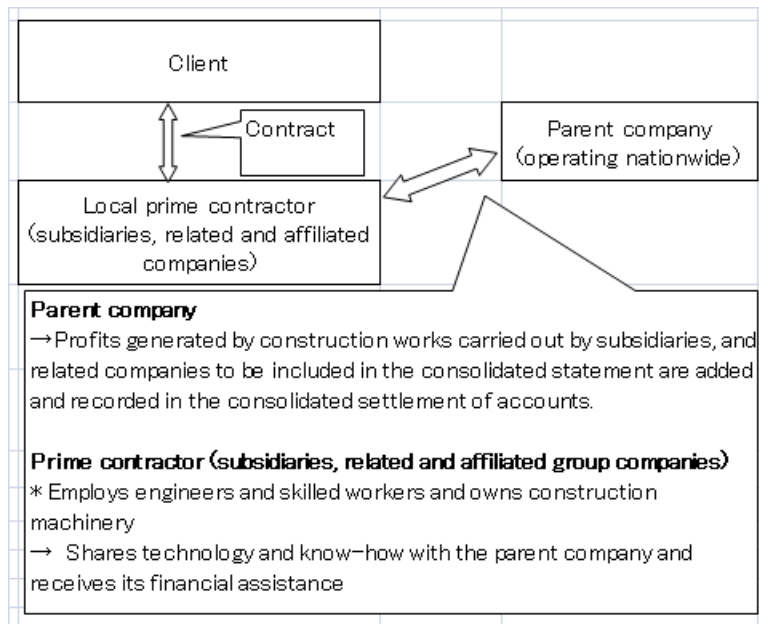 Client
Contract
Parent company
(operating nationwide)
Local prime contractor
(subsidiaries, related and affiliated
companies)
Parent company
→Profits generated by construction works carried out by subsidiaries, and
related companies to be included in the consolidated statement are added
and recorded in the consolidated settlement of accounts.
Prime contractor (subsidiaries, related and affiliated group companies)
* Employs engineers and skilled workers and owns construction
machinery
→ Shares technology and know-how with the parent company and
receives its financial assistance